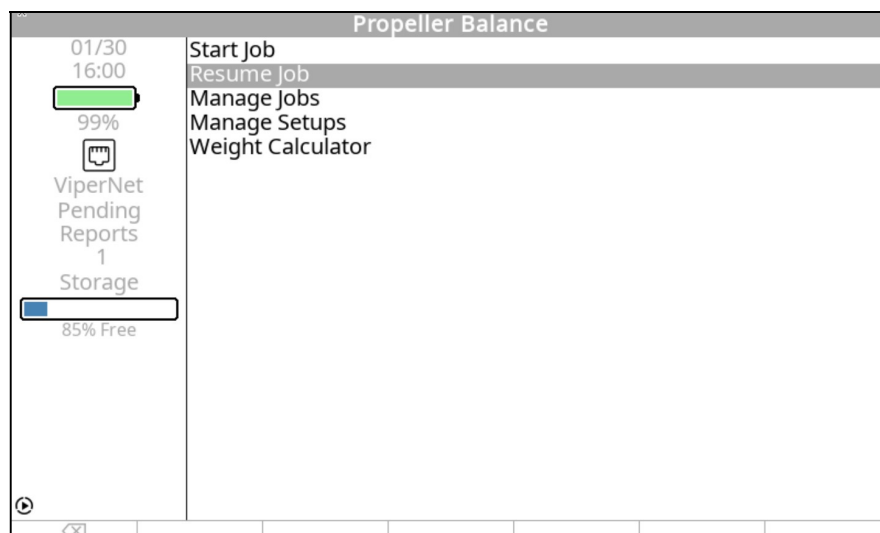 Propeller Balance
01/30
16:00
99%
ViperNet
Pending
Reports
1
Storage
85% Free
Start Job
Resume Job
Manage Jobs
Manage Setups
Weight Calculator